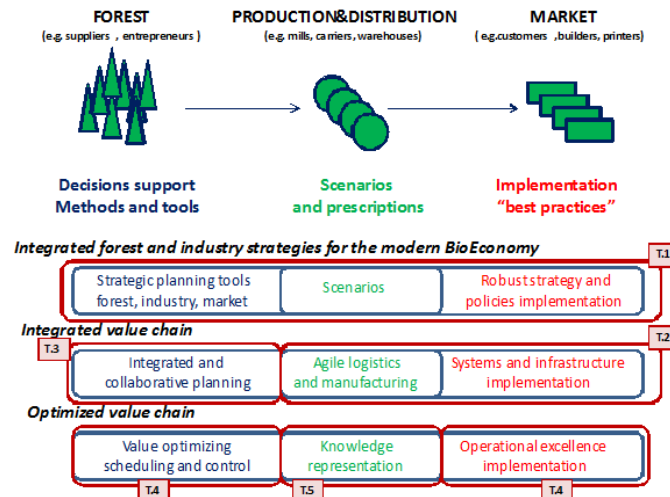 FOREST
(e.g. suppliers , entrepreneurs )
PRODUCTION&DISTRIBUTION
(e.g. mills, carriers, warehouses)
MARKET
( e.g.customers ,builders, printers)
Decisions support
Methods and tools
Scenarios
and prescriptions
Implementation
"best practices"
Integrated forest and industry strategies for the modern BioEconomy
T.1
Strategic planning tools
forest, industry, market
Scenarios
Robust strategy and
policies implementation
Integrated value chain
T.2
T.3
Integrated and
collaborative planning
Agile logistics
and manufacturing
Systems and infrastructure
implementation
Optimized value chain
Value optimizing
scheduling and control
Knowledge
representation
Operational excellence
implementation
T.4
T.5
T.4